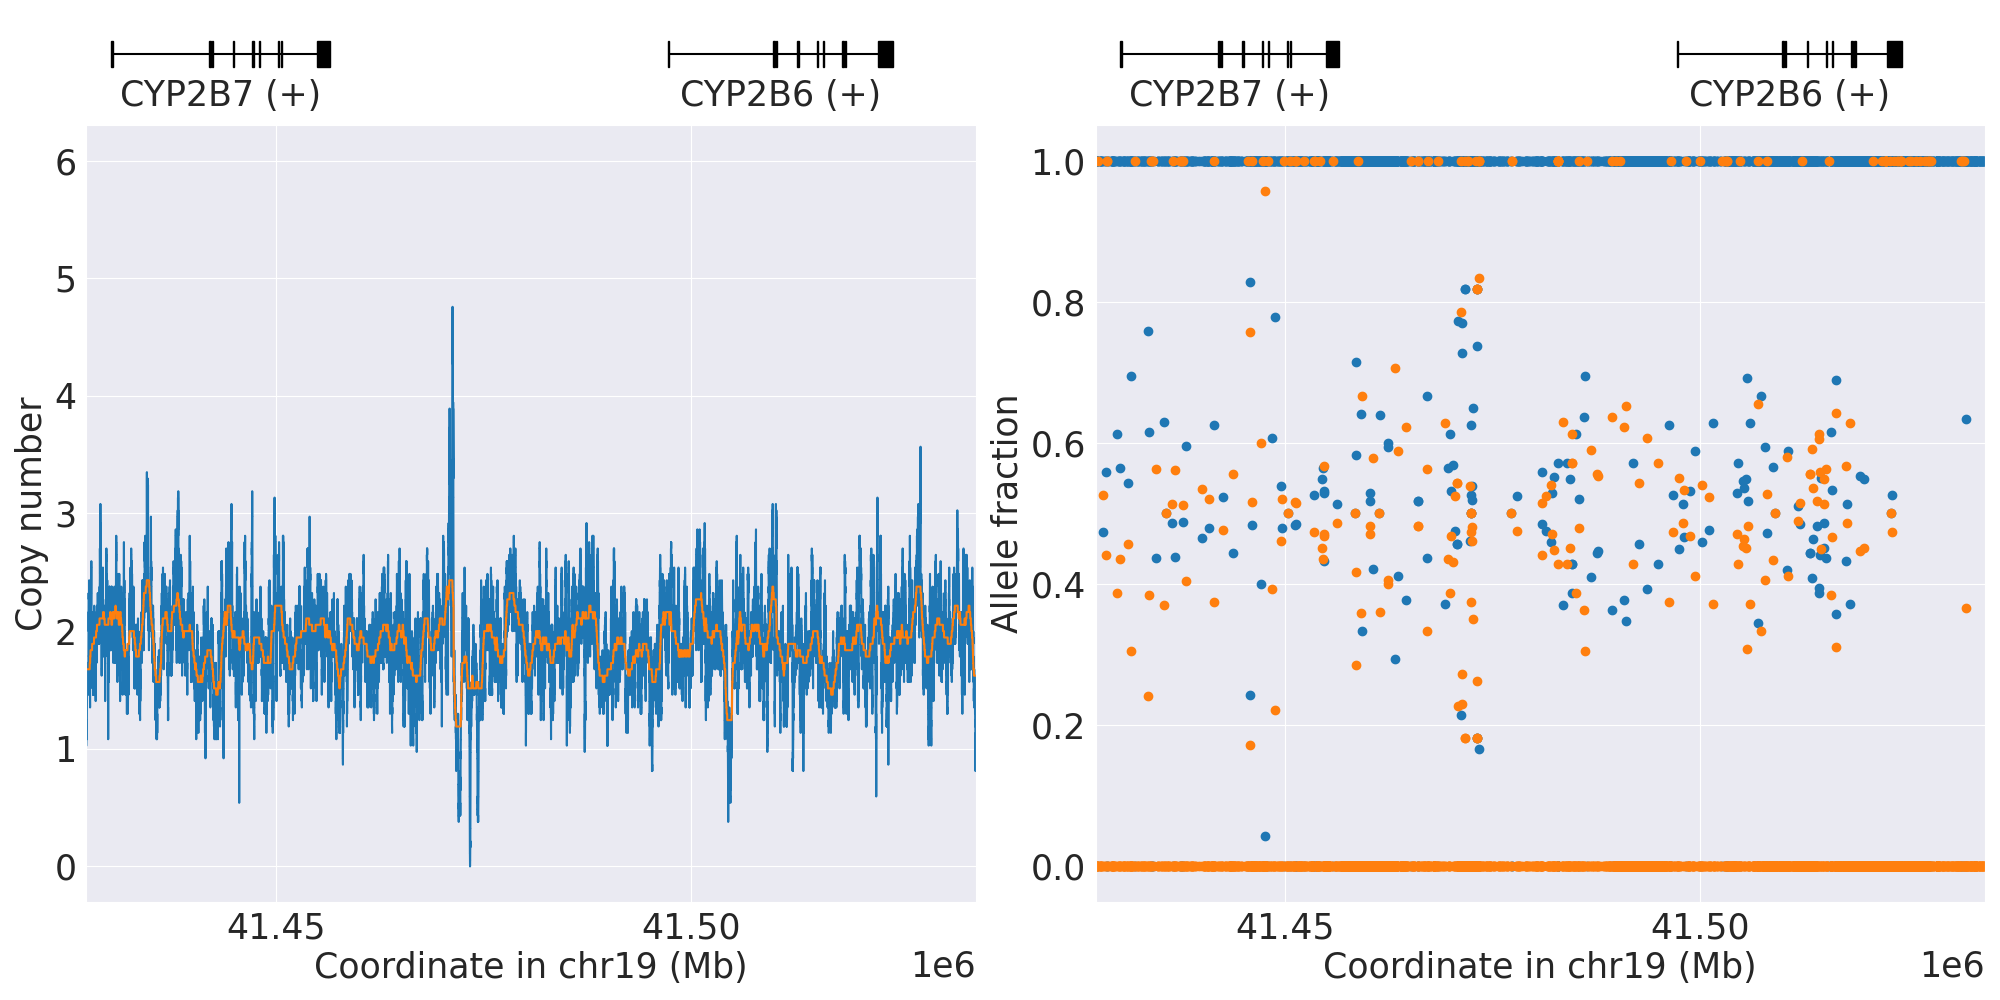 CYP2B7 (+) CYP2B6 (+)
CYP2B7 (+) CYP2B6 (+)
6
5
4
3
2
1
0
Copy number
41.45 41.50
Coordinate in chr19 (Mb) 1e6
1.0
0.8
0.6
0.4
0.2
0.0
Allele fraction
41.45 41.50
Coordinate in chr19 (Mb) 1e6